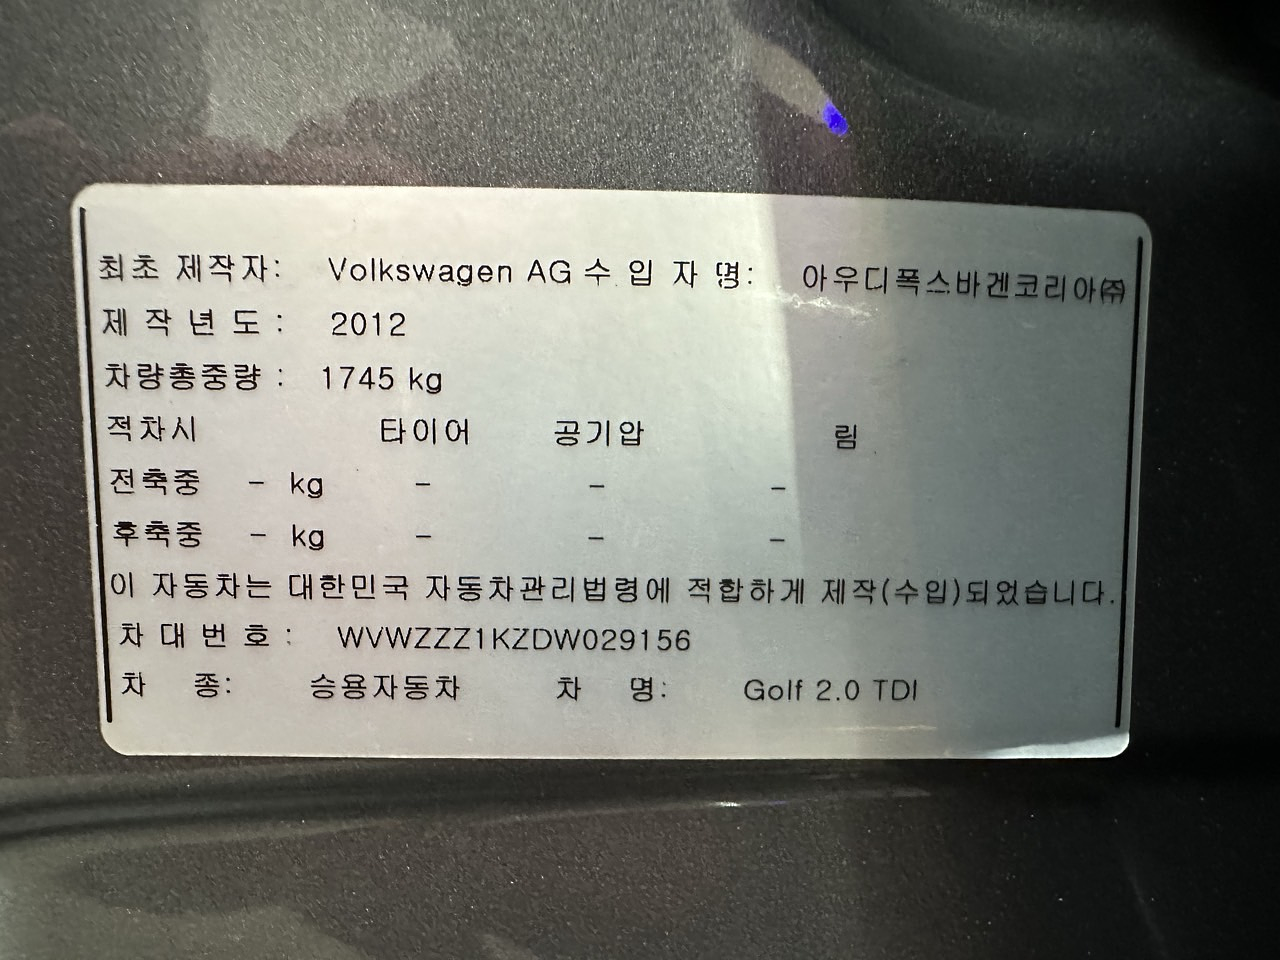 최초 제작자: Volkswagen AG 수 입 자 명: 아우디폭스바겐코리아㈜
제 작 년 도 : 2012
차량총중량 : 1745 kg
적차시 타이어 공기압 림
전축중 - kg - - -
후축중 - kg - - -
이 자동차는 대한민국 자동차관리법령에 적합하게 제작(수입)되었습니다.
차 대 번 호 : WVWZZZ1KZDW029156
차 종: 승용자동차 차 명: Golf 2.0 TDI